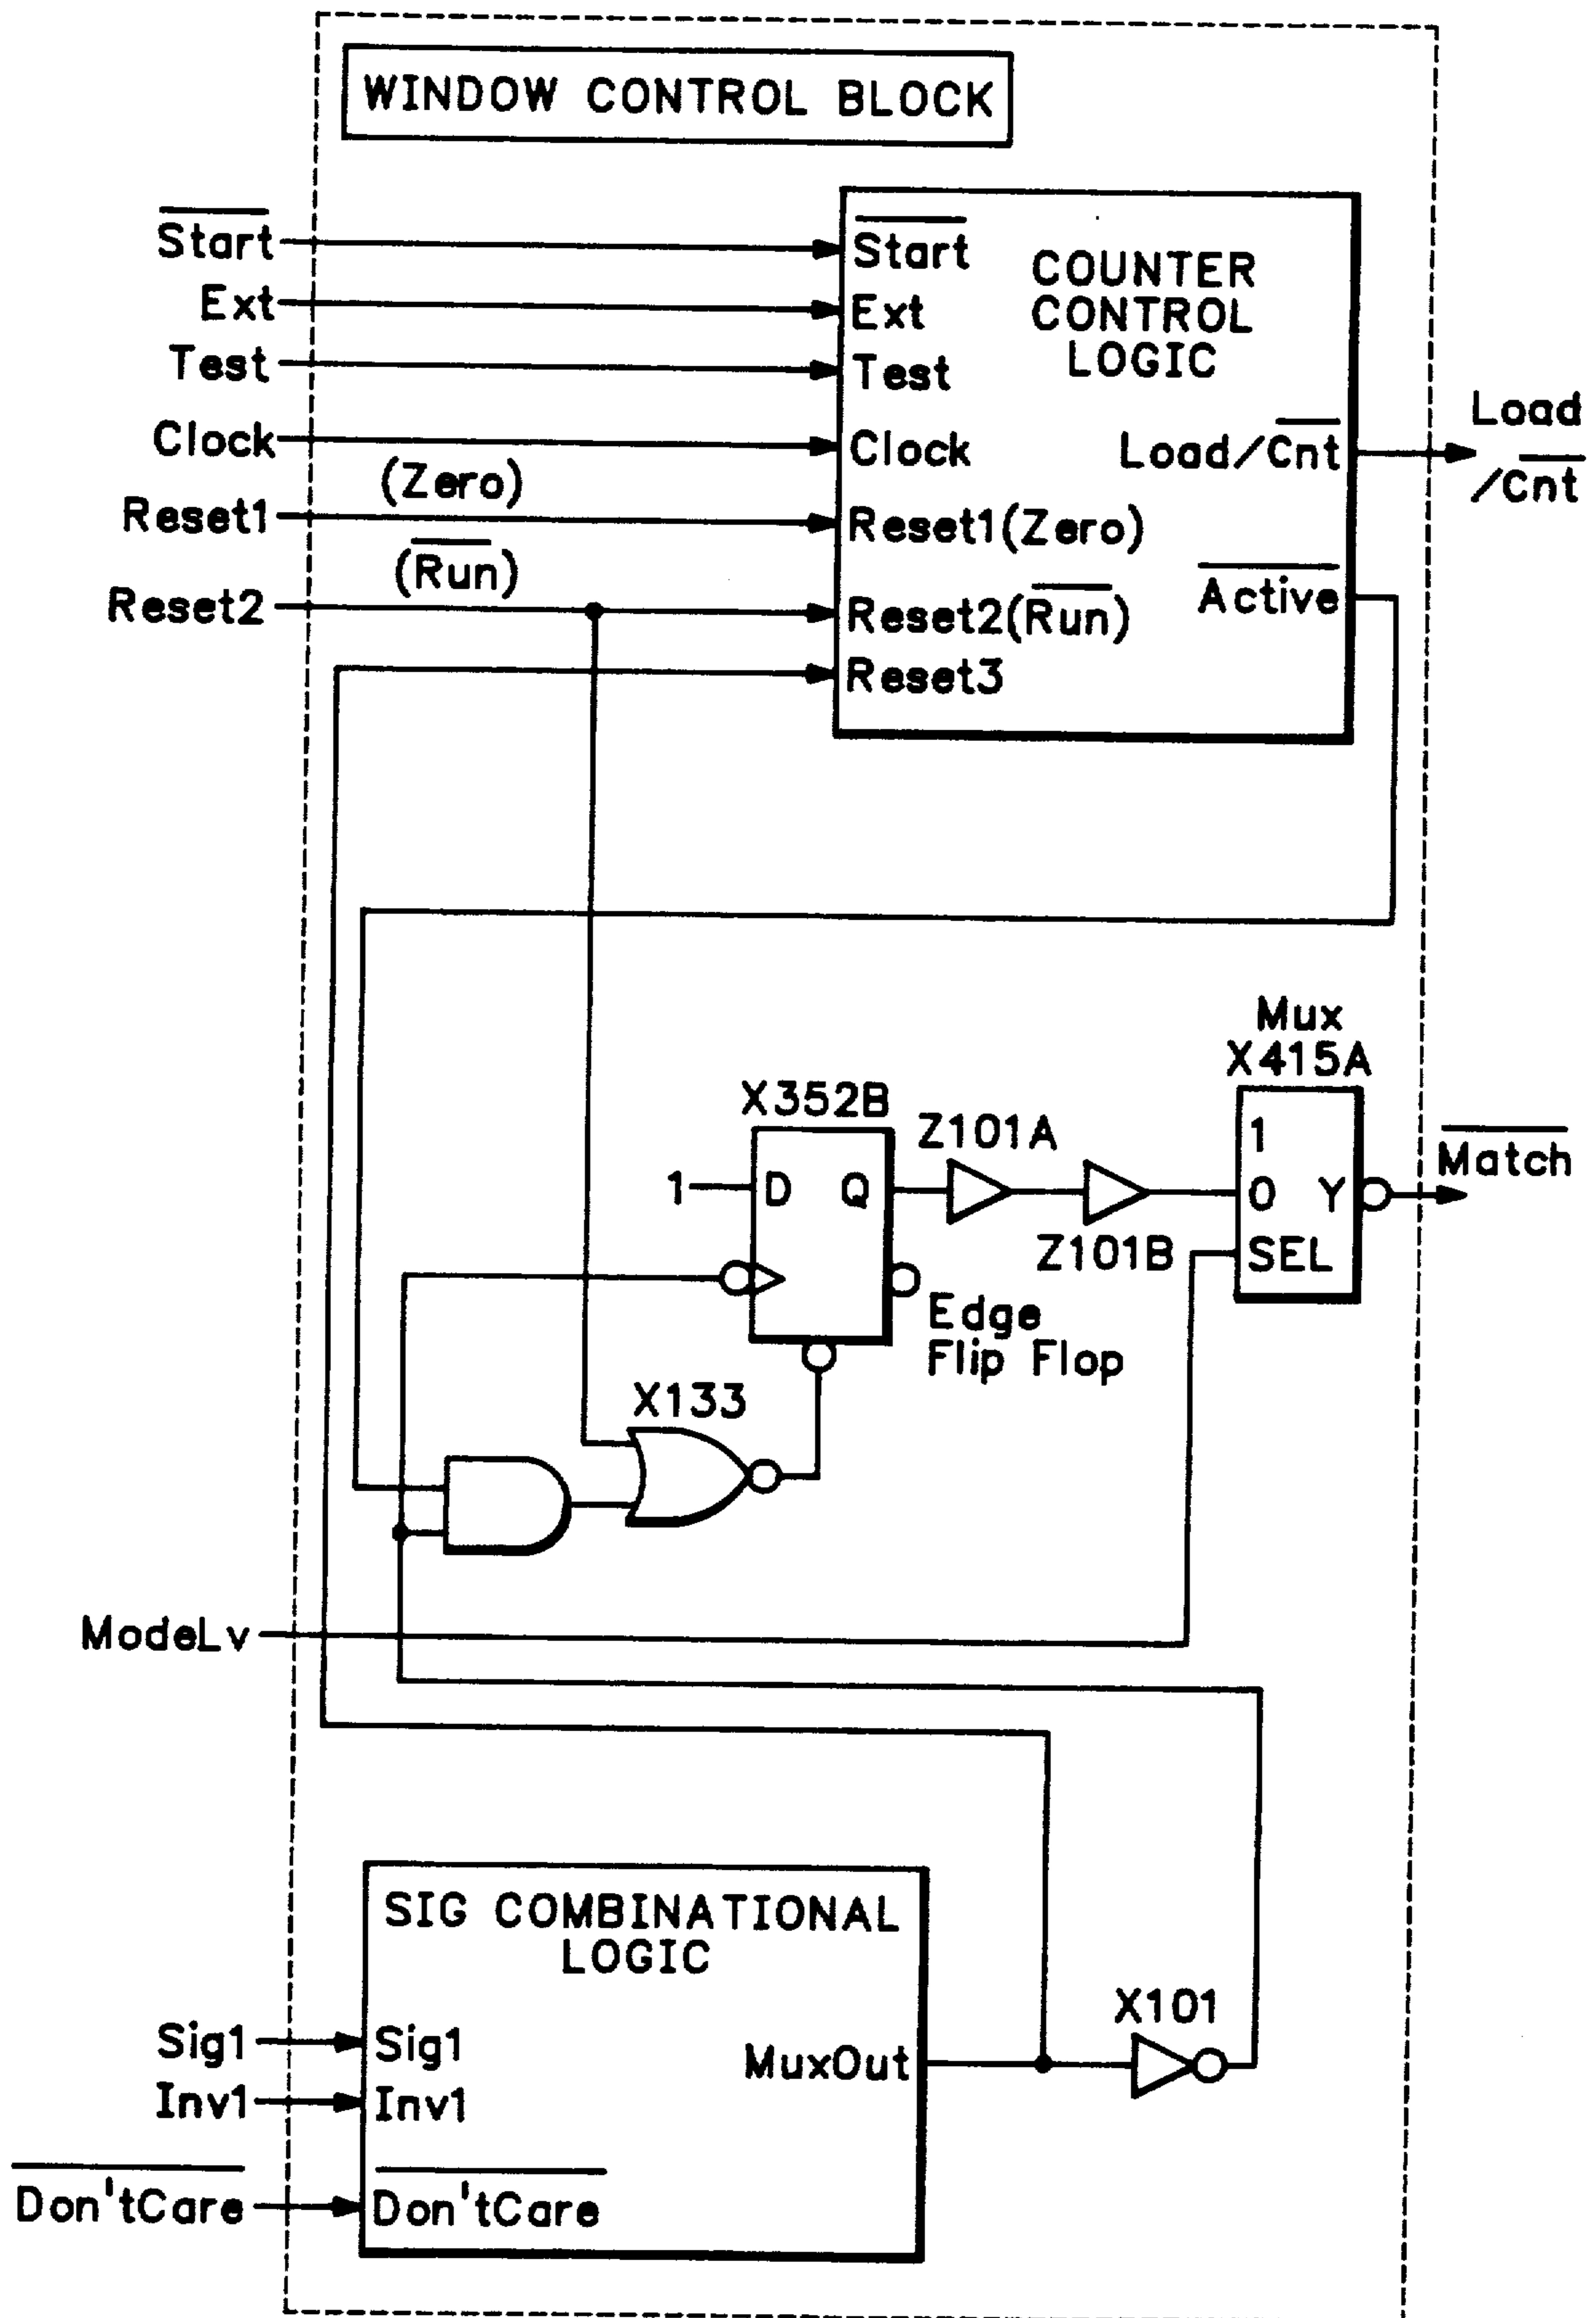 WINDOW CONTROL BLOCK
Start
Ext
Test
Clock
(Zero)
Reset1
(Run)
Reset2
Start
Ext
Test
Clock
Reset1(Zero)
Reset2(Run)
Reset3
COUNTER
CONTROL
LOGIC
Load/Cnt
Active
Load
/Cnt
Mux
X415A
1
0
Y
SEL
Match
X352B
1
D
Q
Z101A
Z101B
Edge
Flip Flop
X133
ModeLv
SIG COMBINATIONAL
LOGIC
Sig1
Inv1
Don'tCare
Sig1
Inv1
Don'tCare
MuxOut
X101